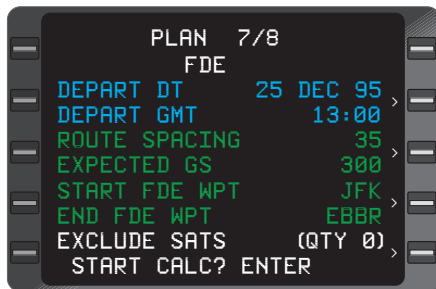 PLAN 7/8
FDE
DEPART DT 25 DEC 95
DEPART GMT 13:00 >
ROUTE SPACING 35
EXPECTED GS 300 >
START FDE WPT JFK
END FDE WPT EBBR >
EXCLUDE SATS (QTY 0)
START CALC? ENTER >